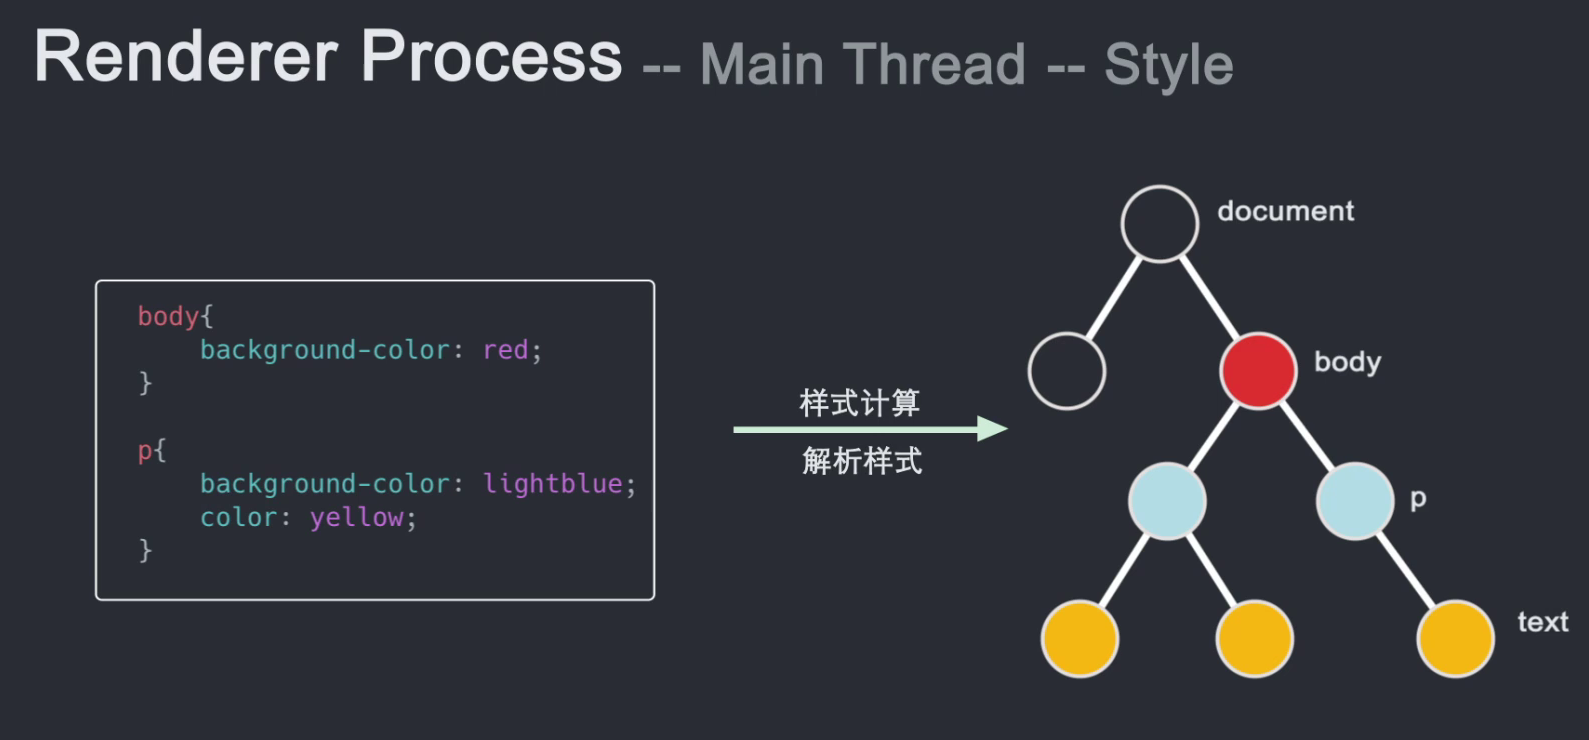 Renderer Process -- Main Thread -- Style
body{
background-color: red;
}
p{
background-color: lightblue;
color: yellow;
}
样式计算
解析样式
document
body
p
text